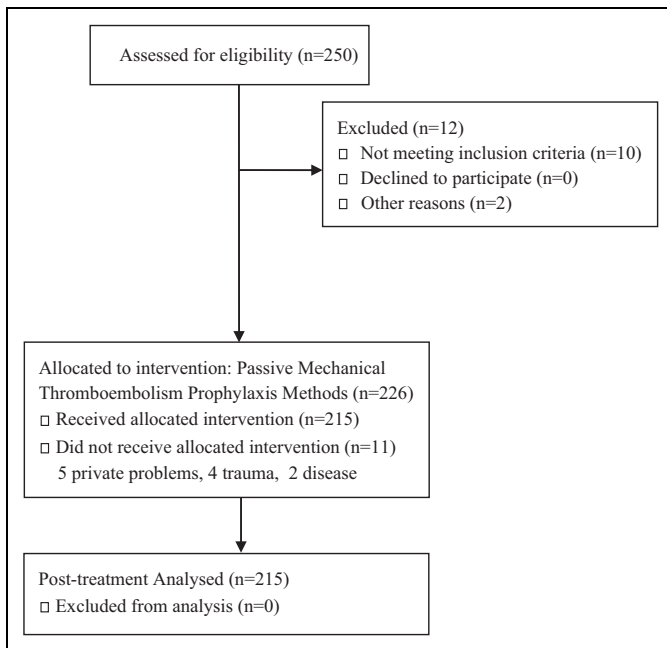 Assessed for eligibility (n=250)
Excluded (n=12)
Not meeting inclusion criteria (n=10)
Declined to participate (n=0)
Other reasons (n=2)
Allocated to intervention: Passive Mechanical
Thromboembolism Prophylaxis Methods (n=226)
Received allocated intervention (n=215)
Did not receive allocated intervention (n=11)
5 private problems, 4 trauma, 2 disease
Post-treatment Analysed (n=215)
Excluded from analysis (n=0)